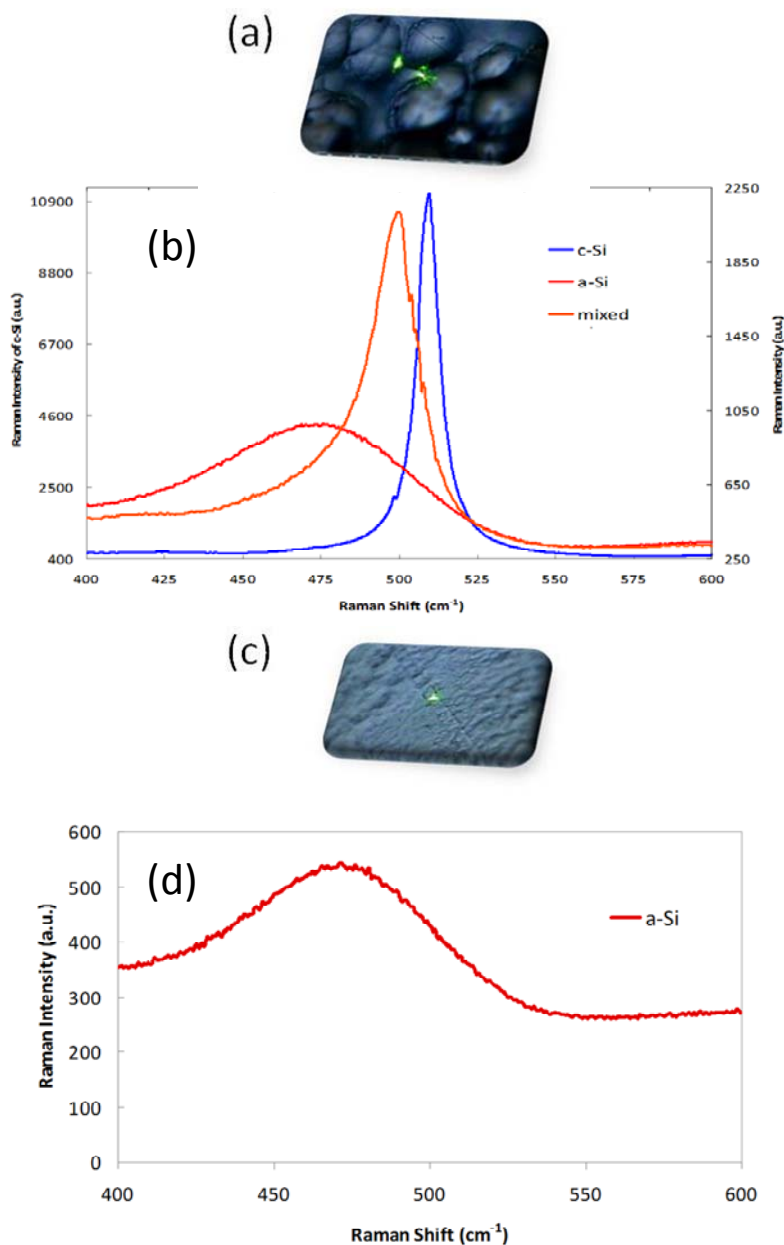 (a)
(b)
10900
8800
6700
4600
2500
400
Raman Intensity of c-Si (a.u.)
2250
1850
1450
1050
650
250
Raman Intensity (a.u.)
c-Si
a-Si
mixed
400 425 450 475 500 525 550 575 600
Raman Shift (cm⁻¹)
(c)
(d)
600
500
400
300
200
100
0
Raman Intensity (a.u.)
a-Si
400 450 500 550 600
Raman Shift (cm⁻¹)